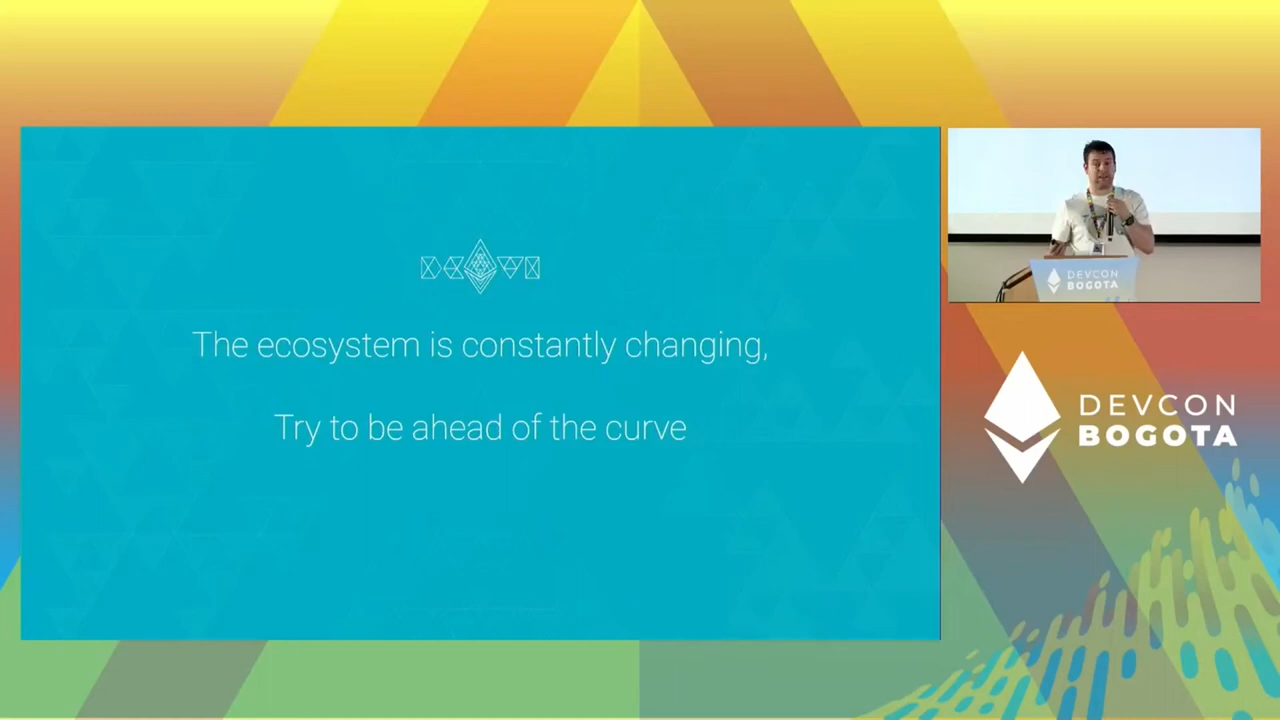 The ecosystem is constantly changing,
Try to be ahead of the curve
DEVCON
BOGOTA
DEVCON
BOGOTA